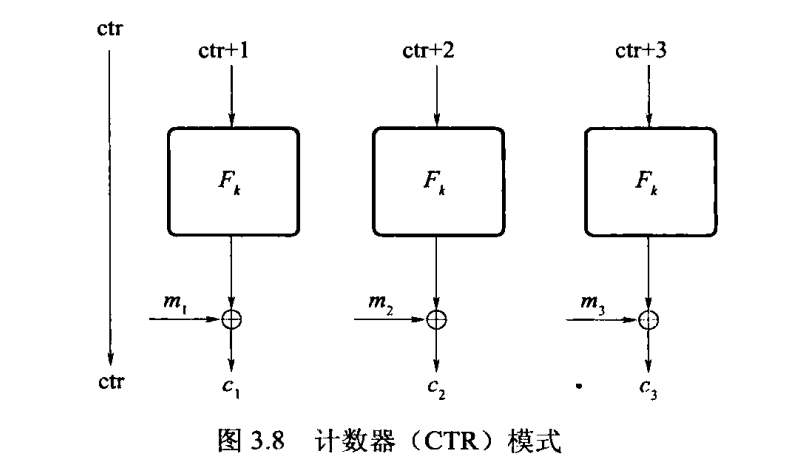 ctr
ctr+1 ctr+2 ctr+3
F_k F_k F_k
m_1 m_2 m_3
ctr c_1 c_2 c_3
图 3.8 计数器（CTR）模式